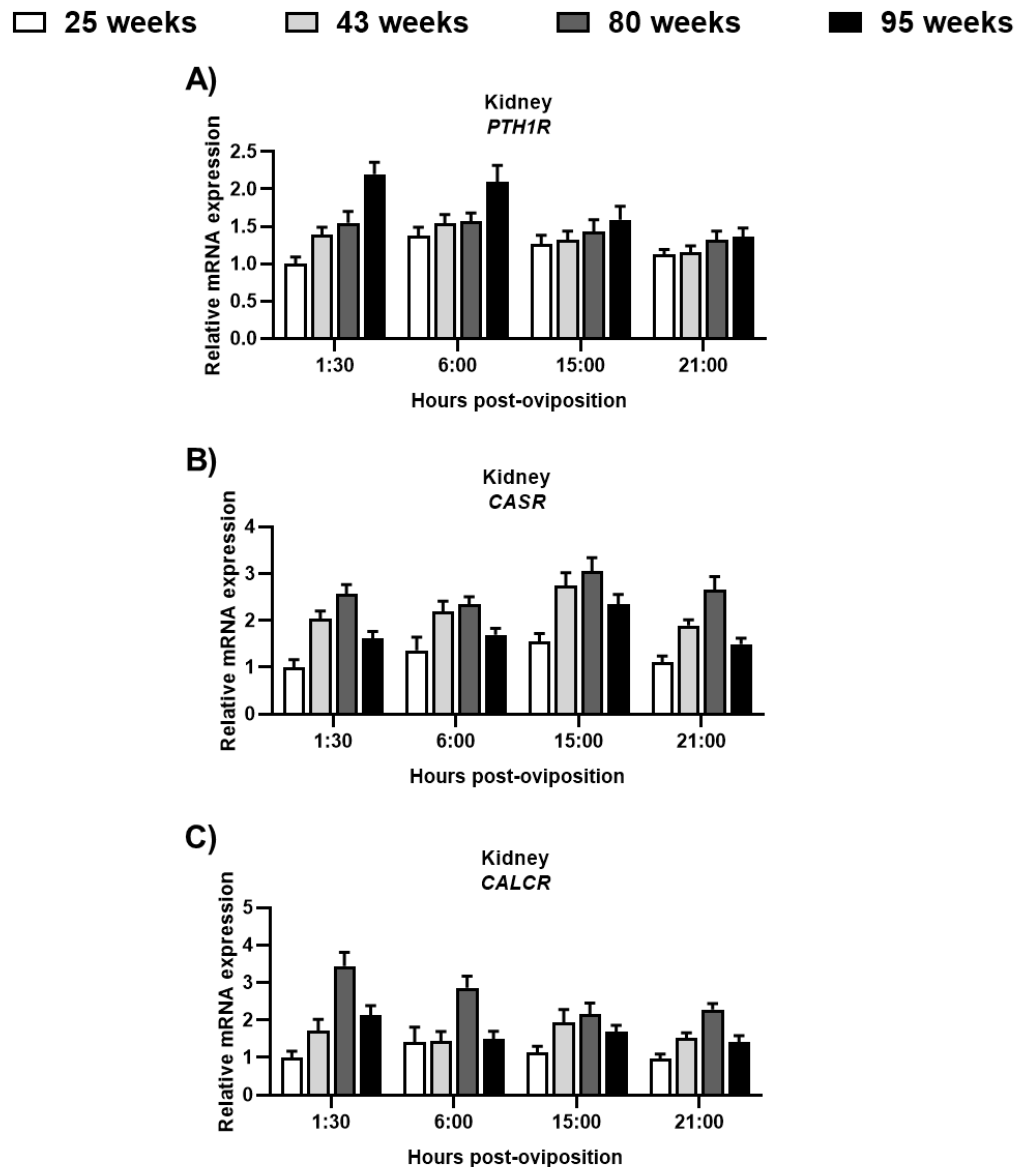 25 weeks 43 weeks 80 weeks 95 weeks
A)
Kidney
PTH1R
Relative mRNA expression
2.5
2.0
1.5
1.0
0.5
0.0
1:30 6:00 15:00 21:00
Hours post-oviposition
B)
Kidney
CASR
Relative mRNA expression
4
3
2
1
0
1:30 6:00 15:00 21:00
Hours post-oviposition
C)
Kidney
CALCR
Relative mRNA expression
5
4
3
2
1
0
1:30 6:00 15:00 21:00
Hours post-oviposition